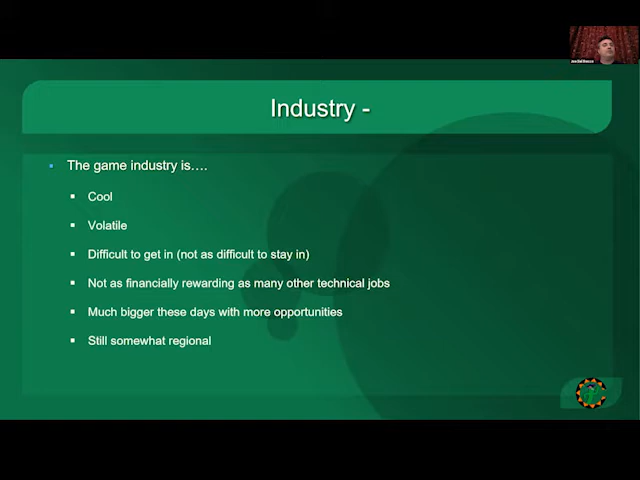 Industry -
The game industry is….
Cool
Volatile
Difficult to get in (not as difficult to stay in)
Not as financially rewarding as many other technical jobs
Much bigger these days with more opportunities
Still somewhat regional